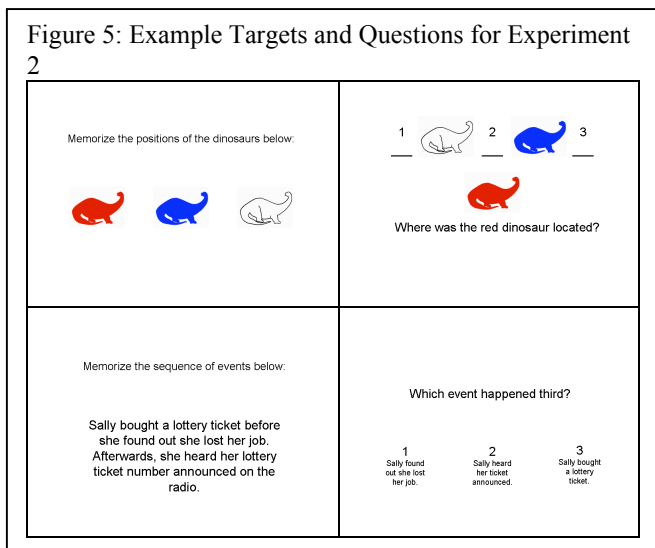 Figure 5: Example Targets and Questions for Experiment
2
Memorize the positions of the dinosaurs below:
1 2 3
Where was the red dinosaur located?
Memorize the sequence of events below:
Sally bought a lottery ticket before
she found out she lost her job.
Afterwards, she heard her lottery
ticket number announced on the
radio.
Which event happened third?
1 2 3
Sally found Sally heard Sally bought
out she lost her ticket a lottery
her job. announced. ticket.